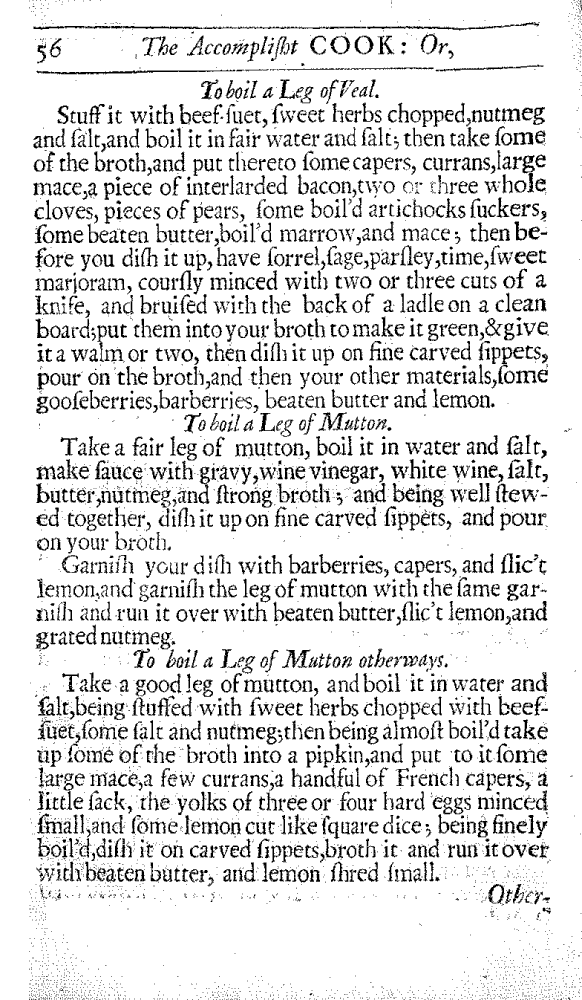 56 The Accompliſht COOK: Or,
To boil a Leg of Veal.
Stuff it with beef-ſuet, ſweet herbs chopped,nutmeg
and ſalt,and boil it in fair water and ſalt; then take ſome
of the broth,and put thereto ſome capers, currans,large
mace,a piece of interlarded bacon,two or three whole
cloves, pieces of pears, ſome boil'd artichocks ſuckers,
ſome beaten butter,boil'd marrow,and mace; then be-
fore you diſh it up, have ſorrel,ſage,parſley,time,ſweet
marjoram, courſly minced with two or three cuts of a
knife, and bruiſed with the back of a ladle on a clean
board;put them into your broth to make it green,&give
it a walm or two, then diſh it up on fine carved ſippets,
pour on the broth,and then your other materials,ſome
gooſeberries,barberries, beaten butter and lemon.
To boil a Leg of Mutton.
Take a fair leg of mutton, boil it in water and ſalt,
make ſauce with gravy,wine vinegar, white wine, ſalt,
butter,nutmeg,and ſtrong broth; and being well ſtew-
ed together, diſh it up on fine carved ſippets, and pour
on your broth.
Garniſh your diſh with barberries, capers, and ſlic't
lemon,and garniſh the leg of mutton with the ſame gar-
niſh and run it over with beaten butter,ſlic't lemon,and
grated nutmeg.
To boil a Leg of Mutton otherways.
Take a good leg of mutton, and boil it in water and
ſalt,being ſtuffed with ſweet herbs chopped with beef-
ſuet,ſome ſalt and nutmeg;then being almoſt boil'd take
up ſome of the broth into a pipkin,and put to it ſome
large mace,a few currans,a handful of French capers, a
little ſack, the yolks of three or four hard eggs minced
ſmall,and ſome lemon cut like ſquare dice; being finely
boil'd,diſh it on carved ſippets,broth it and run it over
with beaten butter, and lemon ſhred ſmall.
Other-